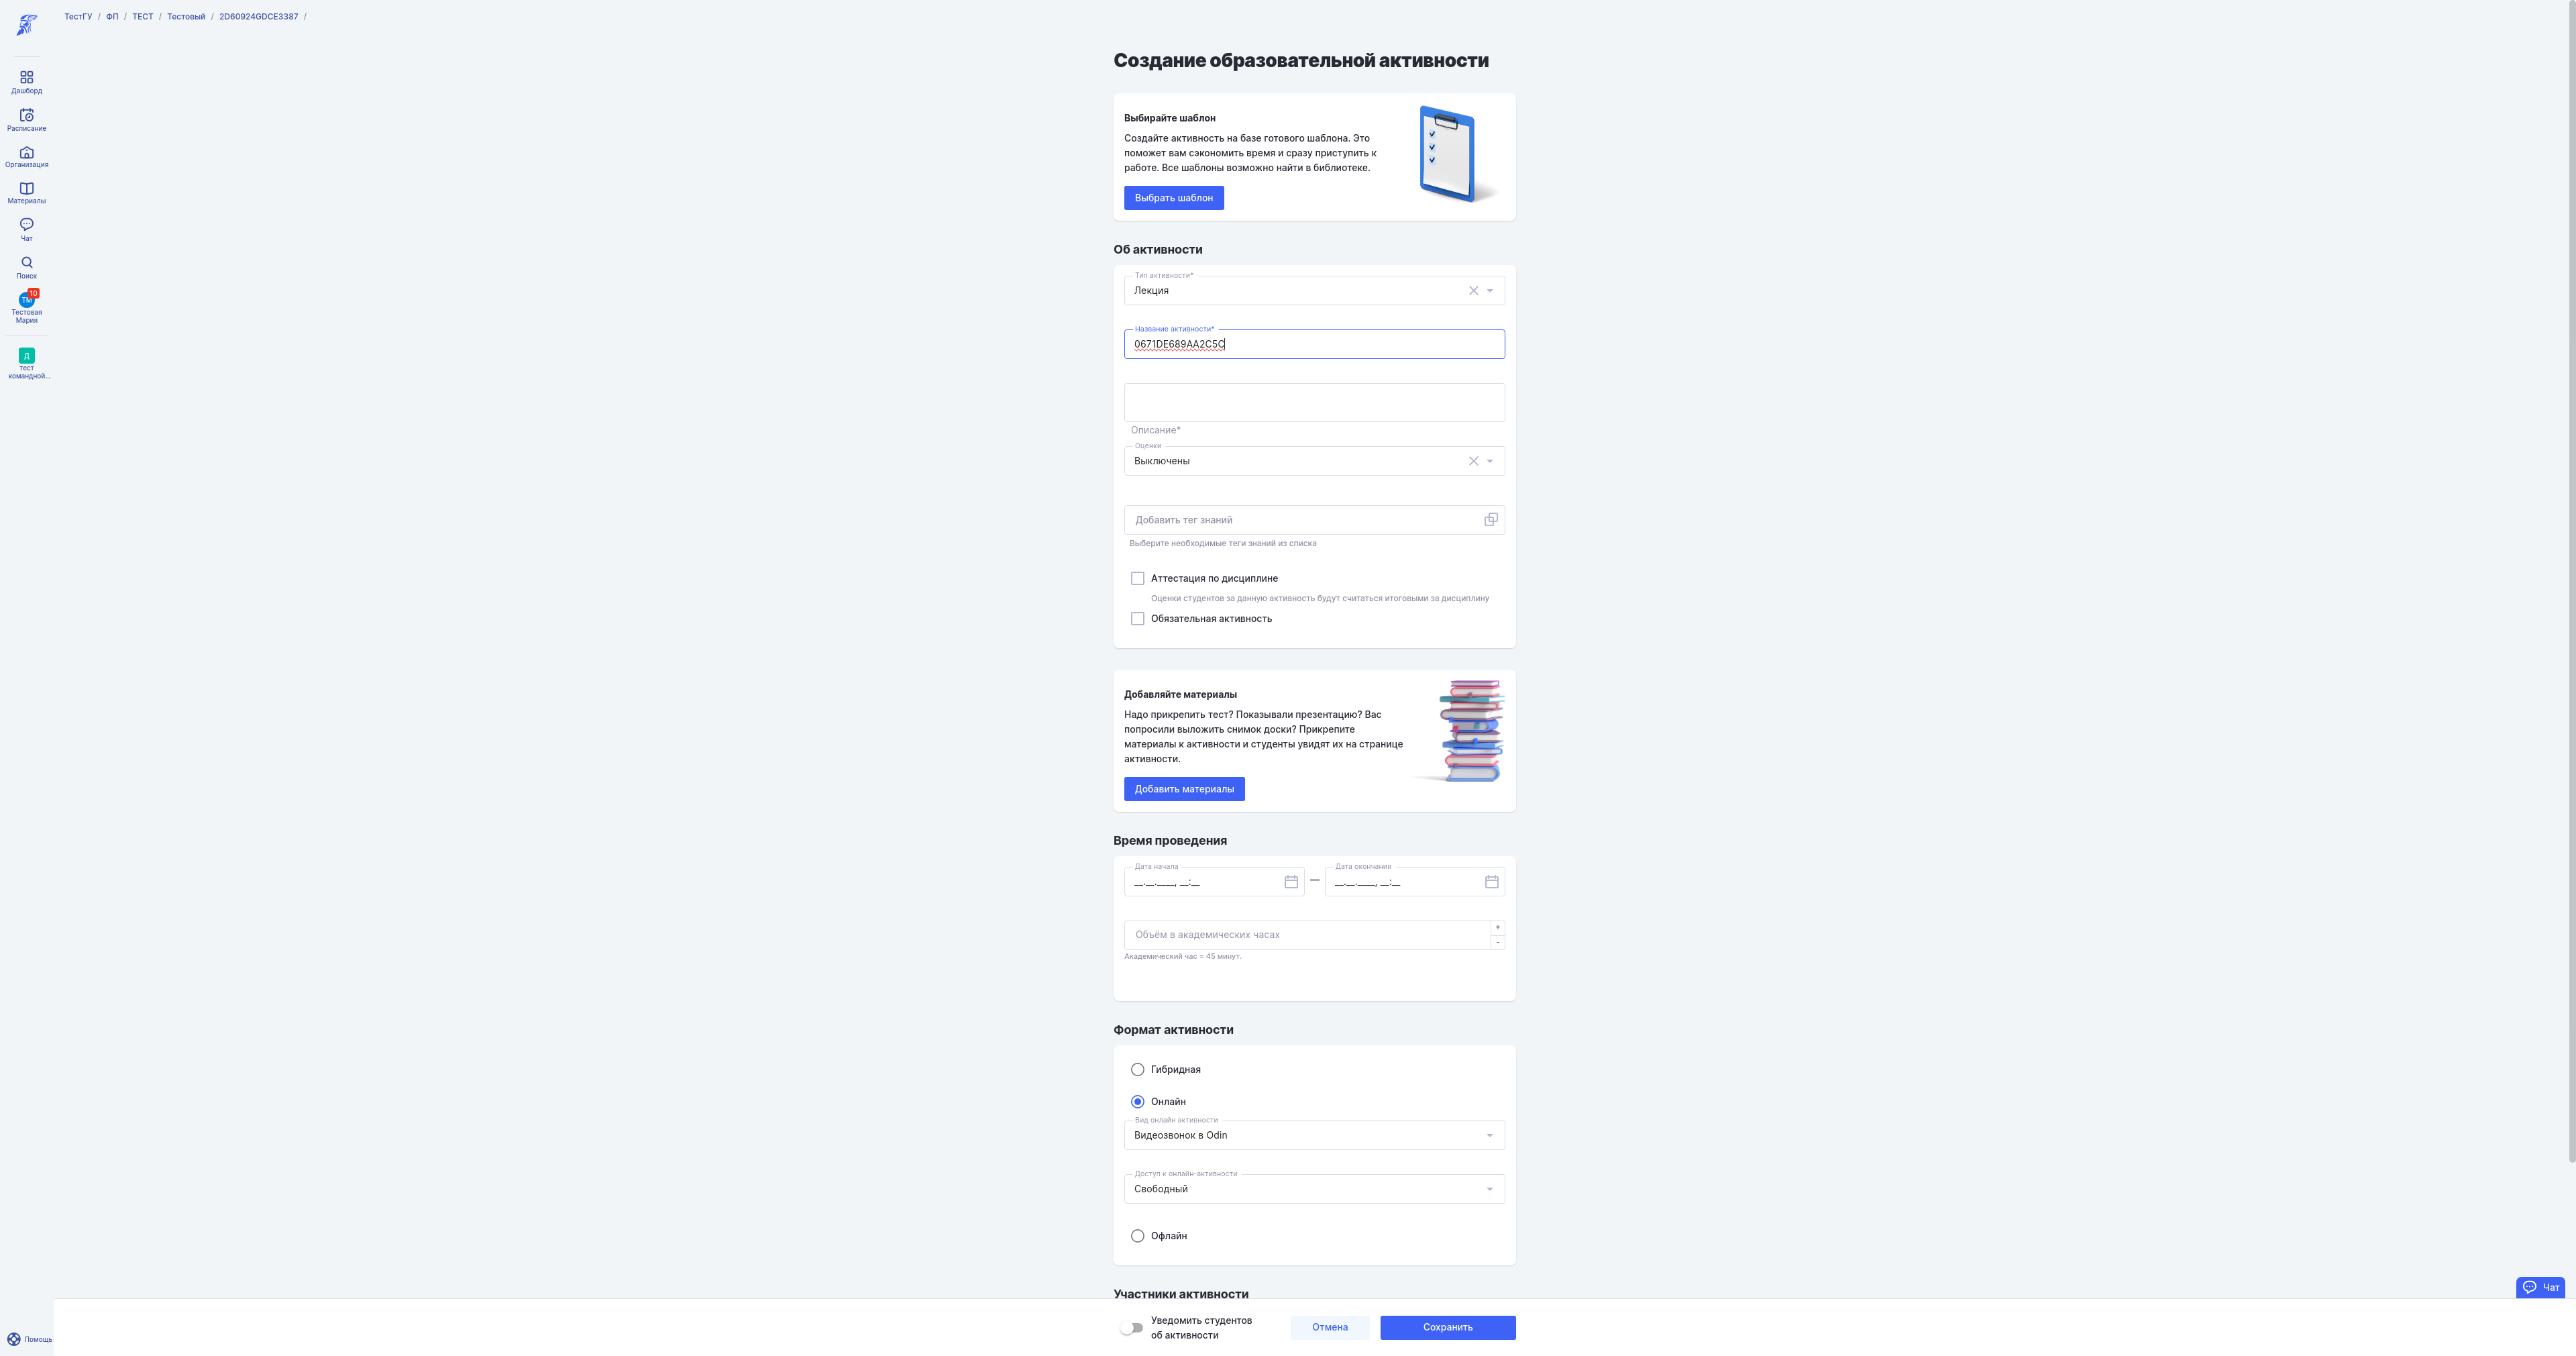 ТестГУ / ФП / ТЕСТ / Тестовый / 2D60924GDCE3387 /
Дашборд
Расписание
Организация
Материалы
Чат
Поиск
10
ТМ
Тестовая
Мария
Д
тест
командной...
Помощь
Создание образовательной активности
Выбирайте шаблон
Создайте активность на базе готового шаблона. Это
поможет вам сэкономить время и сразу приступить к
работе. Все шаблоны возможно найти в библиотеке.
Выбрать шаблон
Об активности
Тип активности*
Лекция
Название активности*
0671DE689AA2C5C
Описание*
Оценки
Выключены
Добавить тег знаний
Выберите необходимые теги знаний из списка
Аттестация по дисциплине
Оценки студентов за данную активность будут считаться итоговыми за дисциплину
Обязательная активность
Добавляйте материалы
Надо прикрепить тест? Показывали презентацию? Вас
попросили выложить снимок доски? Прикрепите
материалы к активности и студенты увидят их на странице
активности.
Добавить материалы
Время проведения
Дата начала
__.__.____, __:__
—
Дата окончания
__.__.____, __:__
Объём в академических часах
+
-
Академический час = 45 минут.
Формат активности
Гибридная
Онлайн
Вид онлайн активности
Видеозвонок в Odin
Доступ к онлайн-активности
Свободный
Офлайн
Участники активности
Чат
Уведомить студентов
об активности
Отмена
Сохранить